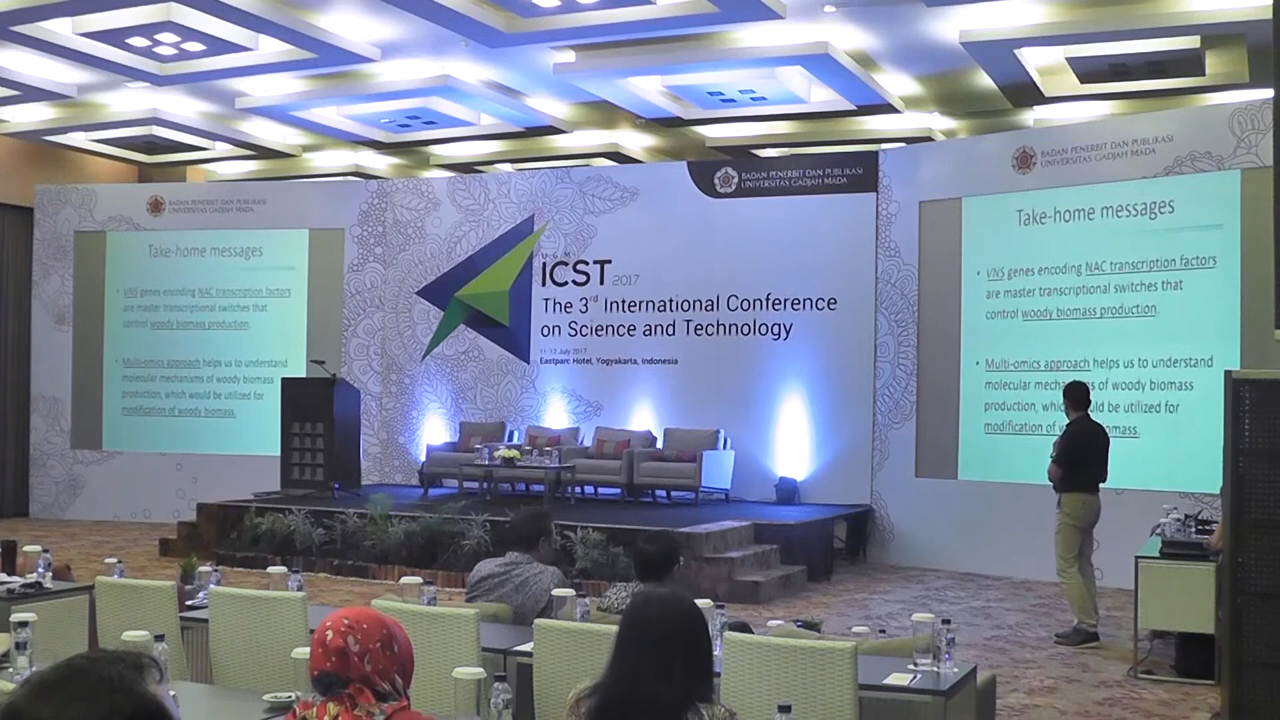 BADAN PENERBIT DAN PUBLIKASI
UNIVERSITAS GADJAH MADA
Take-home messages
• VNS genes encoding NAC transcription factors
are master transcriptional switches that
control woody biomass production.
• Multi-omics approach helps us to understand
molecular mechanisms of woody biomass
production, which would be utilized for
modification of woody biomass.
BADAN PENERBIT DAN PUBLIKASI
UNIVERSITAS GADJAH MADA
UGM
ICST 2017
The 3rd International Conference
on Science and Technology
11-12 July 2017
Eastparc Hotel, Yogyakarta, Indonesia
BADAN PENERBIT DAN PUBLIKASI
UNIVERSITAS GADJAH MADA
Take-home messages
• VNS genes encoding NAC transcription factors
are master transcriptional switches that
control woody biomass production.
• Multi-omics approach helps us to understand
molecular mechanisms of woody biomass
production, which would be utilized for
modification of woody biomass.